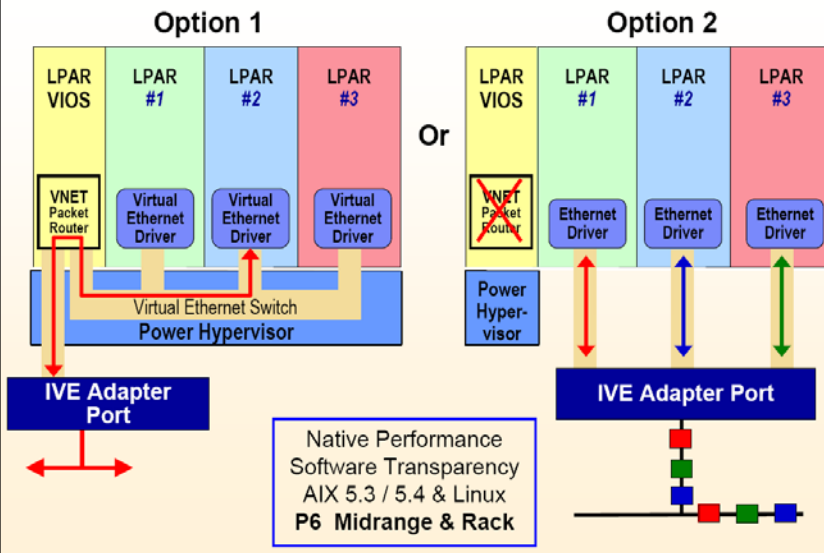 Option 1
LPAR
VIOS
LPAR
#1
LPAR
#2
LPAR
#3
VNET
Packet
Router
Virtual
Ethernet
Driver
Virtual
Ethernet
Driver
Virtual
Ethernet
Driver
Virtual Ethernet Switch
Power Hypervisor
IVE Adapter
Port
Or
Option 2
LPAR
VIOS
LPAR
#1
LPAR
#2
LPAR
#3
VNET
Packet
Router
Ethernet
Driver
Ethernet
Driver
Ethernet
Driver
Power
Hyper-
visor
IVE Adapter Port
Native Performance
Software Transparency
AIX 5.3 / 5.4 & Linux
P6 Midrange & Rack